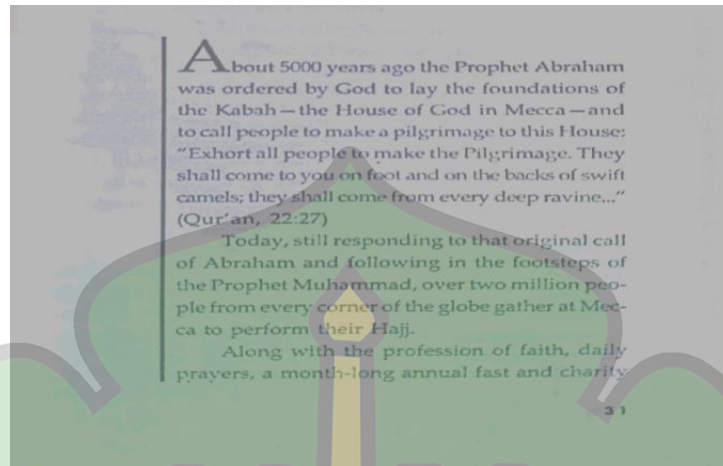 About 5000 years ago the Prophet Abraham
was ordered by God to lay the foundations of
the Kabah—the House of God in Mecca—and
to call people to make a pilgrimage to this House:
"Exhort all people to make the Pilgrimage. They
shall come to you on foot and on the backs of swift
camels; they shall come from every deep ravine..."
(Qur'an, 22:27)
Today, still responding to that original call
of Abraham and following in the footsteps of
the Prophet Muhammad, over two million peo-
ple from every corner of the globe gather at Mec-
ca to perform their Hajj.
Along with the profession of faith, daily
prayers, a month-long annual fast and charity
31